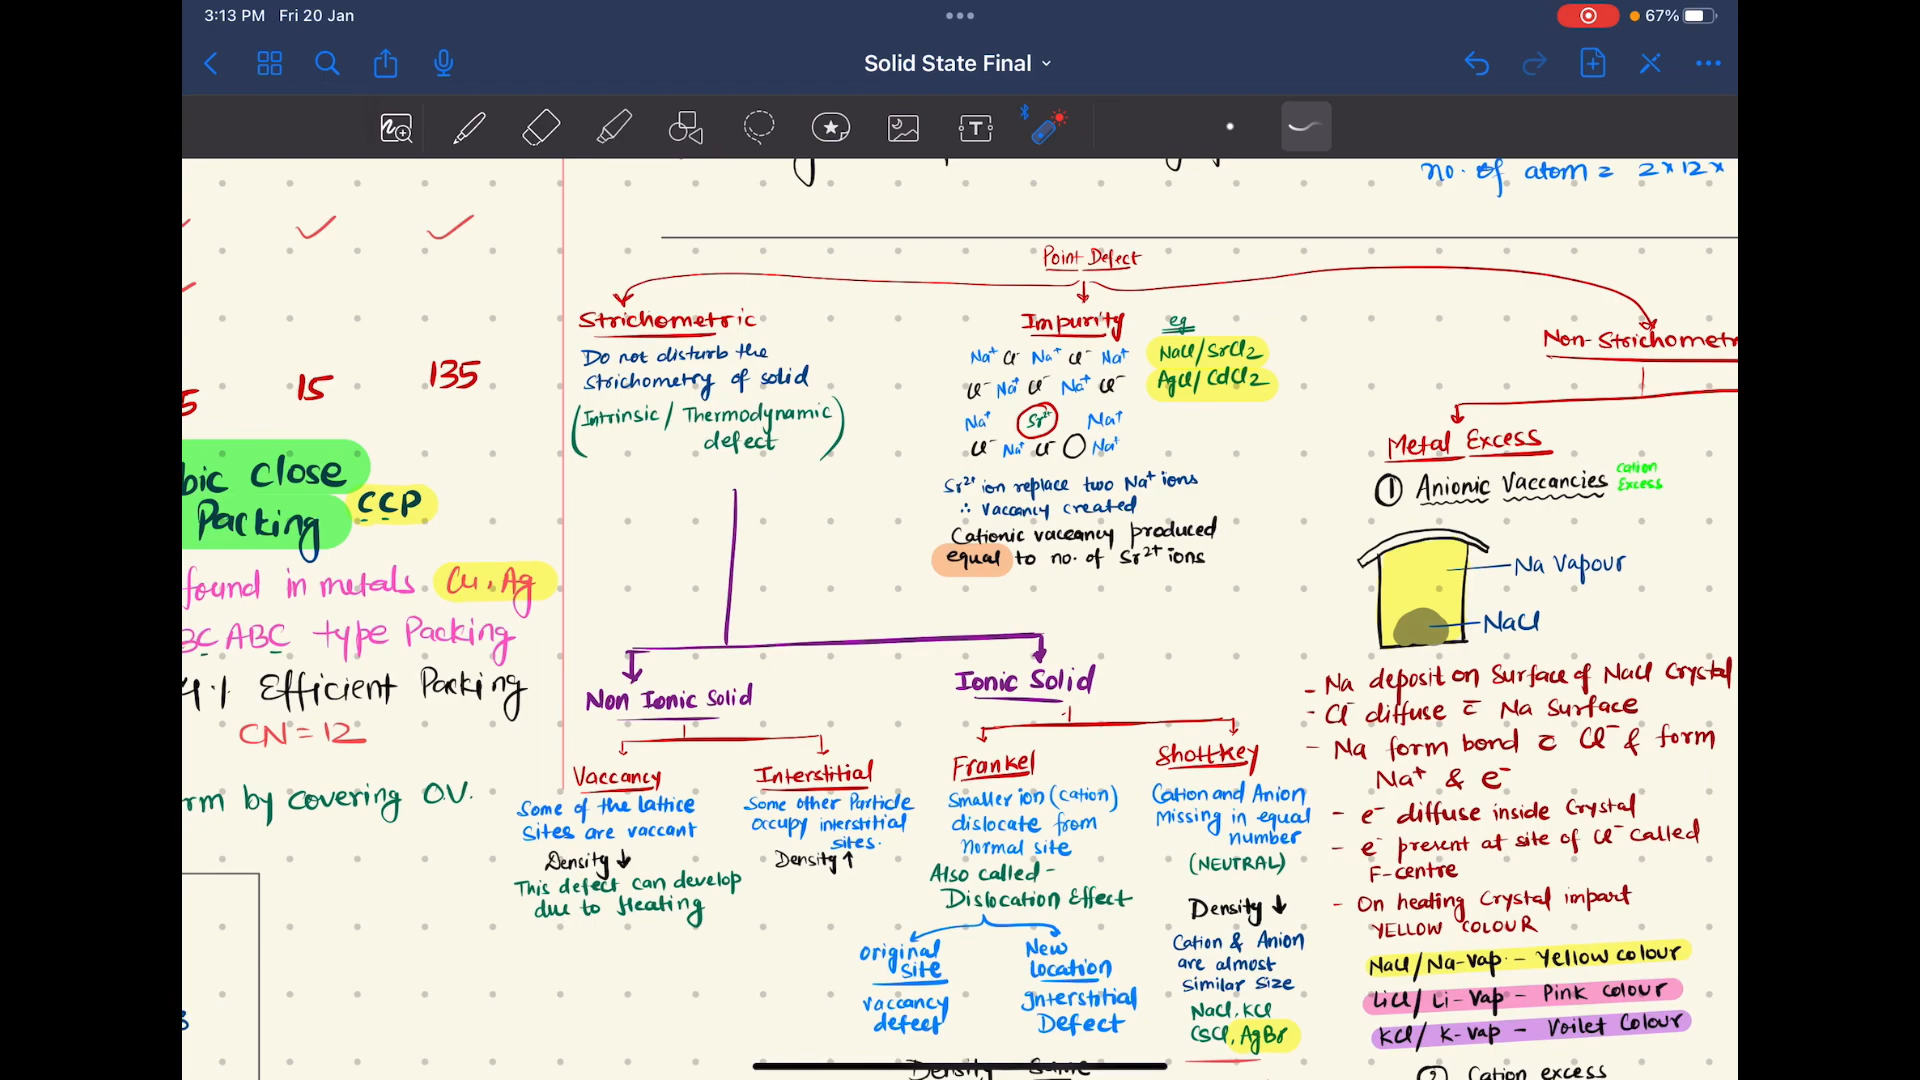 3:13 PM Fri 20 Jan
67%
Solid State Final
no. of atom = 2×12×
Point Defect
Strichometric
Do not disturb the
Strichometry of solid
(Intrinsic / Thermodynamic
defect)
Impurity
eg
NaCl/SrCl2
AgCl/CdCl2
Na+ Cl- Na+ Cl- Na+
Cl- Na+ Cl- Na+ Cl-
Na+ Sr2+ Na+
Cl- Na+ Cl- Na+
Sr2+ ion replace two Na+ ions
∴ vacancy created
Cationic vaceancy produced
equal to no. of Sr2+ ions
Non-Strichometr
Metal Excess
① Anionic Vaccancies
cation
Excess
Na Vapour
NaCl
- Na deposit on Surface of NaCl Crystal
- Cl- diffuse c̄ Na Surface
- Na form bond c̄ Cl- & form
Na+ & e-
- e- diffuse inside Crystal
- e- present at site of Cl- called
F-centre
- On heating Crystal impart
YELLOW COLOUR
NaCl/Na-vap - Yellow colour
LiCl/Li-Vap - Pink colour
KCl/K-vap - Voilet Colour
② Cation excess
Non Ionic Solid
Ionic Solid
Vaccancy
Some of the lattice
Sites are vaccant
Density ↓
This defect can develop
due to Heating
Interstitial
Some other Particle
occupy interstitial
sites.
Density ↑
Frankel
Smaller ion (cation)
dislocate from
normal site
Also called -
Dislocation Effect
original
site
vaccancy
defect
New
location
Interstitial
Defect
Density Same
Shottkey
Cation and Anion
Missing in equal
number
(NEUTRAL)
Density ↓
Cation & Anion
are almost
similar size
NaCl, KCl
CsCl, AgBr
15 135
5
bic Close
Packing
CCP
found in metals Cu, Ag
BC ABC type Packing
4% Efficient Packing
CN = 12
rm by covering O.V.